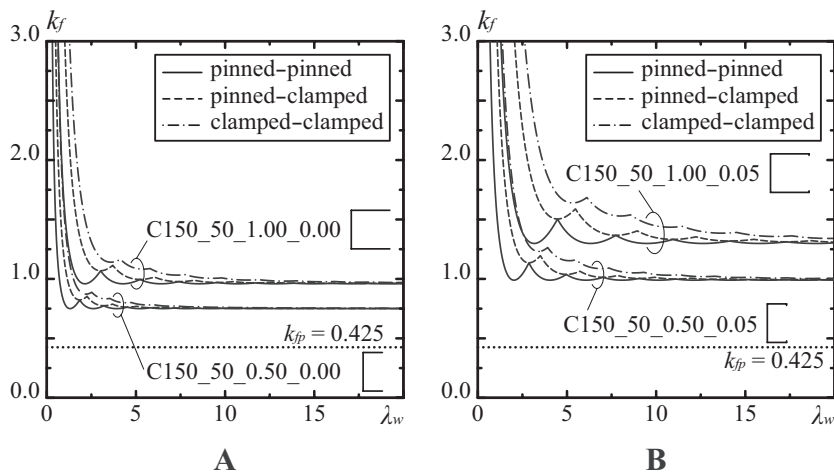 k_f
3.0
2.0
1.0
0.0
0
5
10
15
λ_w
pinned-pinned
pinned-clamped
clamped-clamped
C150_50_1.00_0.00
k_fp = 0.425
C150_50_0.50_0.00
A
k_f
3.0
2.0
1.0
0.0
0
5
10
15
λ_w
pinned-pinned
pinned-clamped
clamped-clamped
C150_50_1.00_0.05
C150_50_0.50_0.05
k_fp = 0.425
B